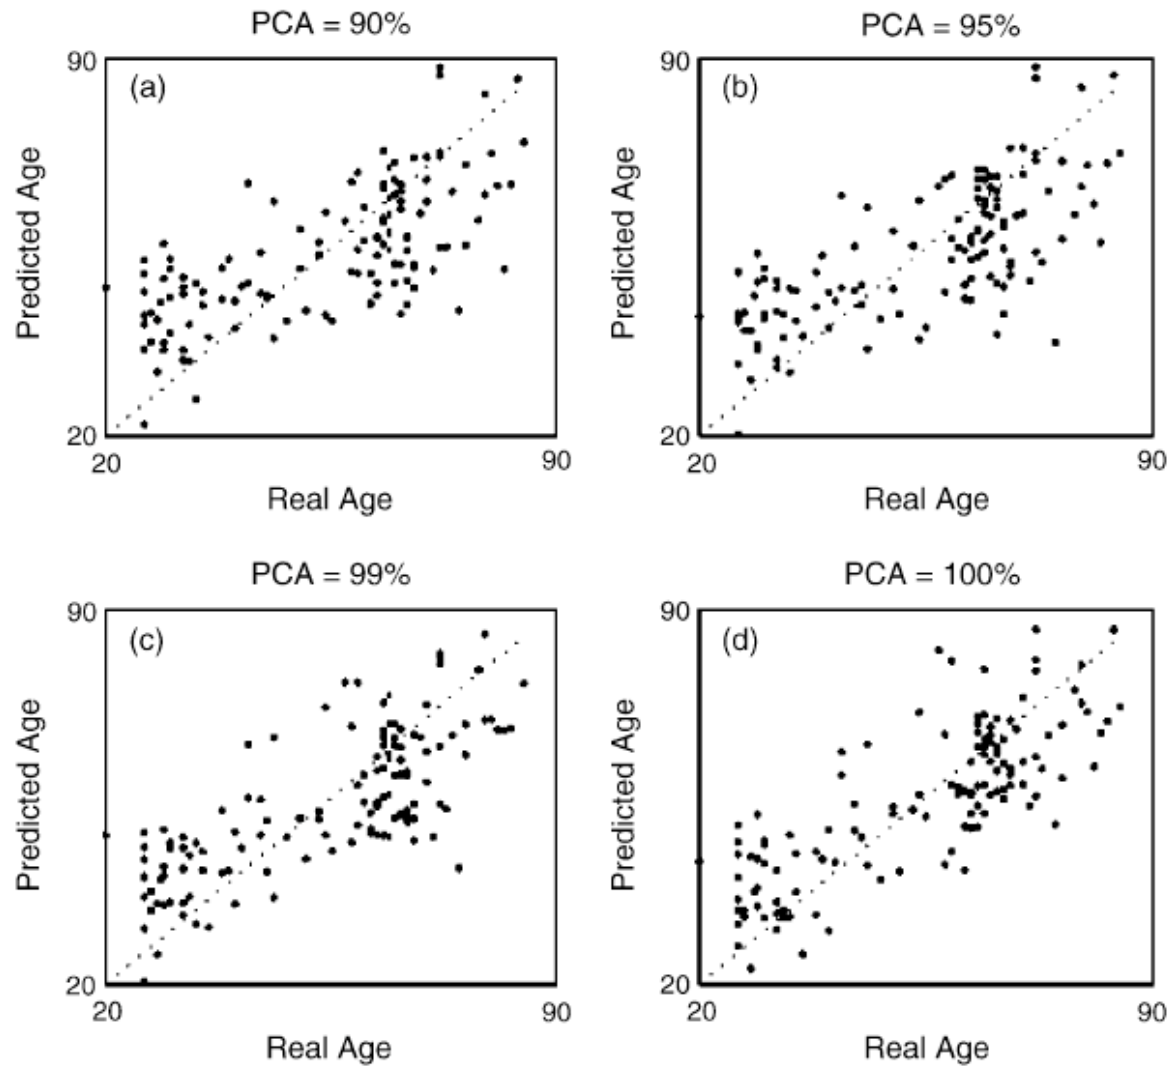 PCA = 90%
90
(a)
Predicted Age
20
20
90
Real Age
PCA = 95%
90
(b)
Predicted Age
20
20
90
Real Age
PCA = 99%
90
(c)
Predicted Age
20
20
90
Real Age
PCA = 100%
90
(d)
Predicted Age
20
20
90
Real Age